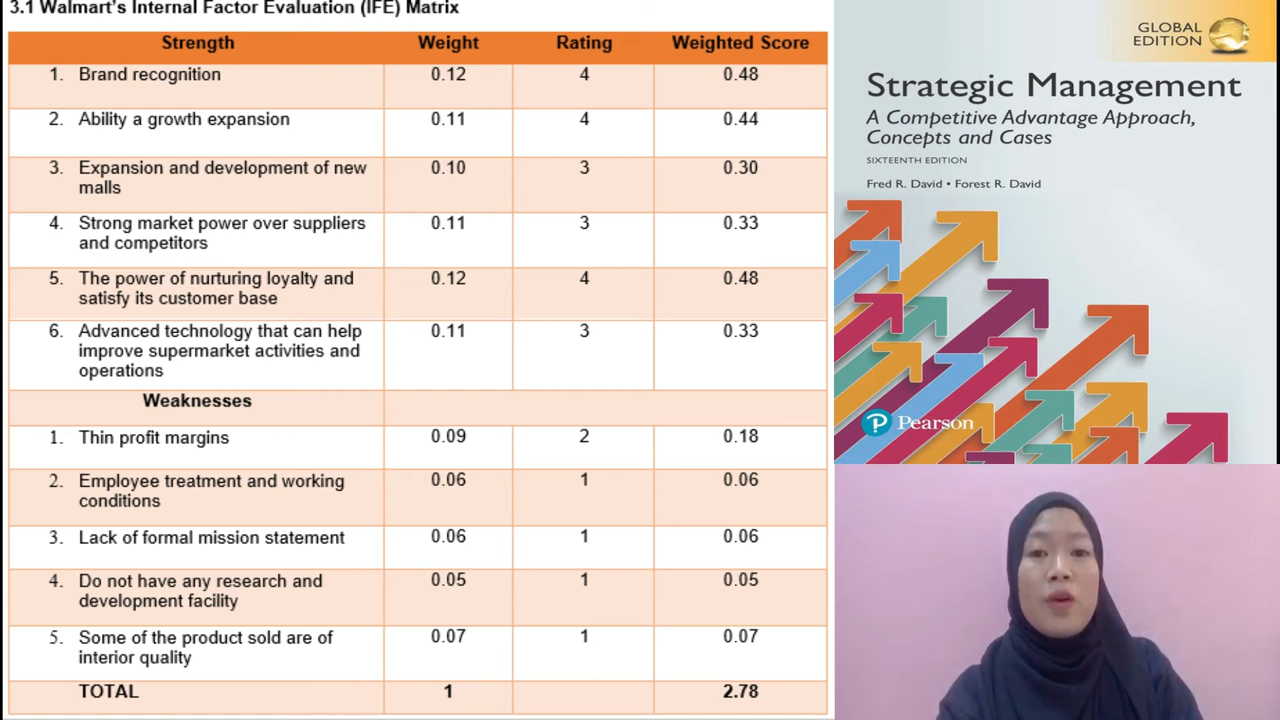 3.1 Walmart's Internal Factor Evaluation (IFE) Matrix
Strength Weight Rating Weighted Score
1. Brand recognition 0.12 4 0.48
2. Ability a growth expansion 0.11 4 0.44
3. Expansion and development of new 0.10 3 0.30
malls
4. Strong market power over suppliers 0.11 3 0.33
and competitors
5. The power of nurturing loyalty and 0.12 4 0.48
satisfy its customer base
6. Advanced technology that can help 0.11 3 0.33
improve supermarket activities and
operations
Weaknesses
1. Thin profit margins 0.09 2 0.18
2. Employee treatment and working 0.06 1 0.06
conditions
3. Lack of formal mission statement 0.06 1 0.06
4. Do not have any research and 0.05 1 0.05
development facility
5. Some of the product sold are of 0.07 1 0.07
interior quality
TOTAL 1 2.78
GLOBAL
EDITION
Strategic Management
A Competitive Advantage Approach,
Concepts and Cases
SIXTEENTH EDITION
Fred R. David • Forest R. David
P Pearson